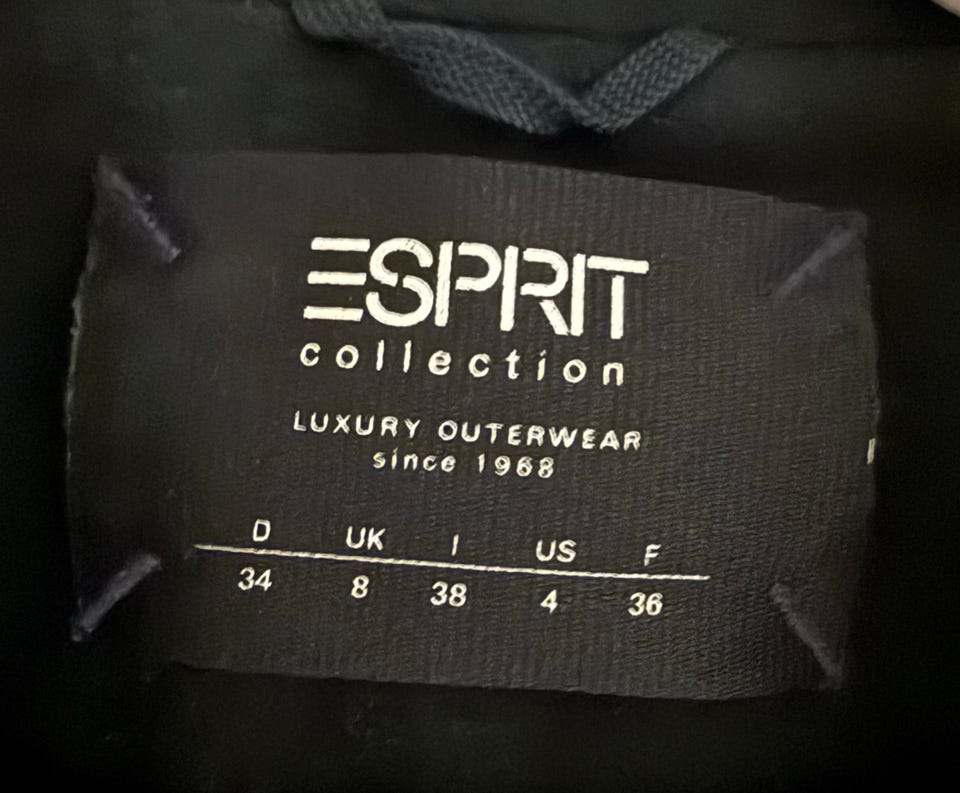 ESPRIT
collection
LUXURY OUTERWEAR
since 1968
D UK I US F
34 8 38 4 36